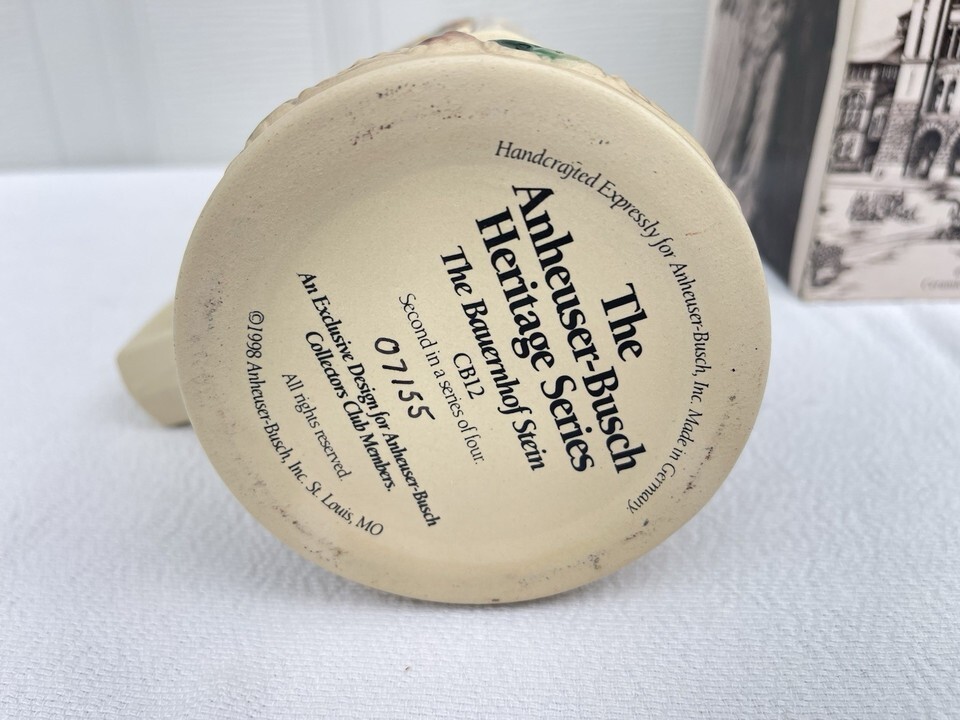 Handcrafted Expressly for Anheuser-Busch, Inc. Made in Germany
The
Anheuser-Busch
Heritage Series
The Bauernhof Stein
CB12
Second in a series of four.
07155
An Exclusive Design for Anheuser-Busch
Collectors Club Members.
All rights reserved.
©1998 Anheuser-Busch, Inc. St. Louis, MO